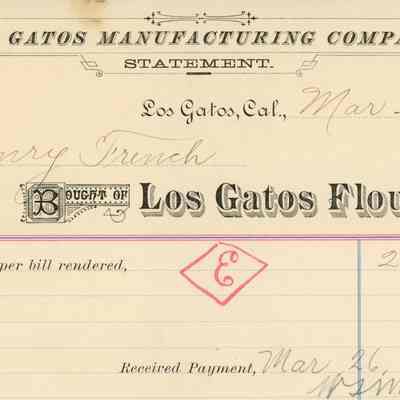 GATOS MANUFACTURING COMPA
STATEMENT.
Los Gatos, Cal., Mar
nry French
BOUGHT OF Los Gatos Flou
per bill rendered, 2
3
Received Payment, Mar 26,